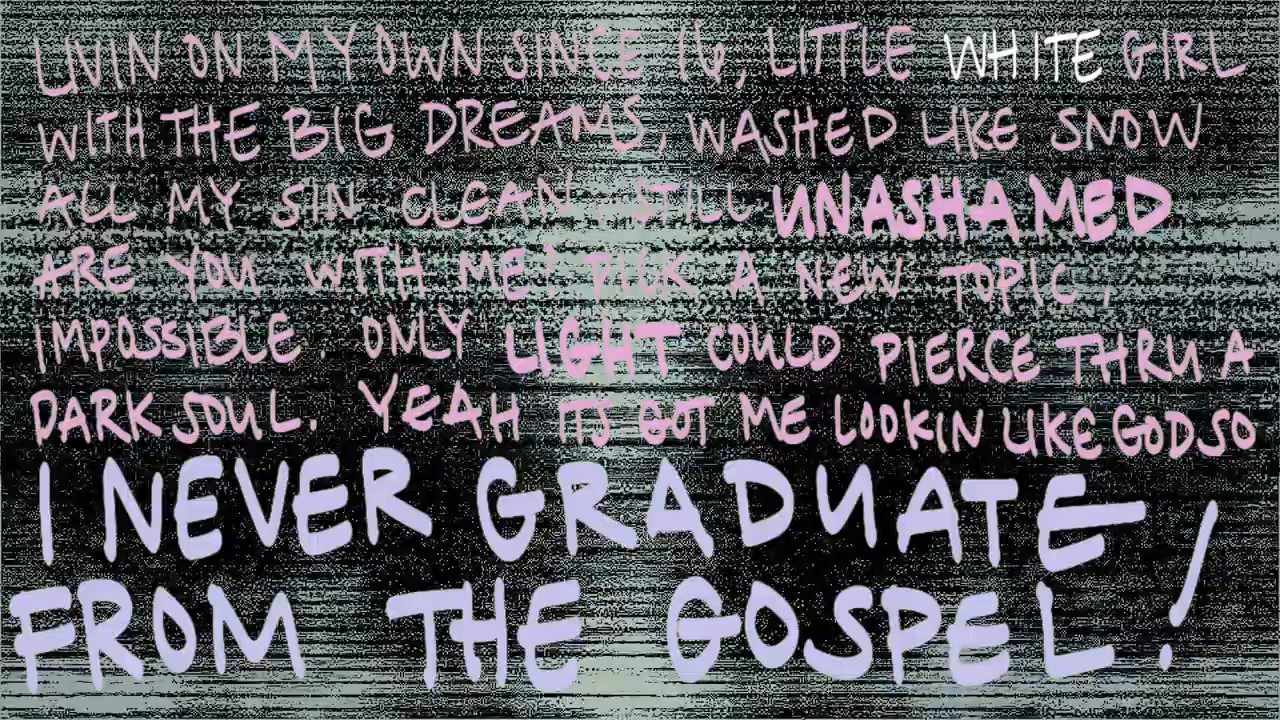 LIVIN ON MY OWN SINCE 16, LITTLE WHITE GIRL
WITH THE BIG DREAMS, WASHED LIKE SNOW
ALL MY SIN CLEAN, STILL UNASHAMED
ARE YOU WITH ME? PICK A NEW TOPIC,
IMPOSSIBLE. ONLY LIGHT COULD PIERCE THRU A
DARK SOUL. YEAH ITS GOT ME LOOKIN LIKE GOD SO
I NEVER GRADUATE
FROM THE GOSPEL!